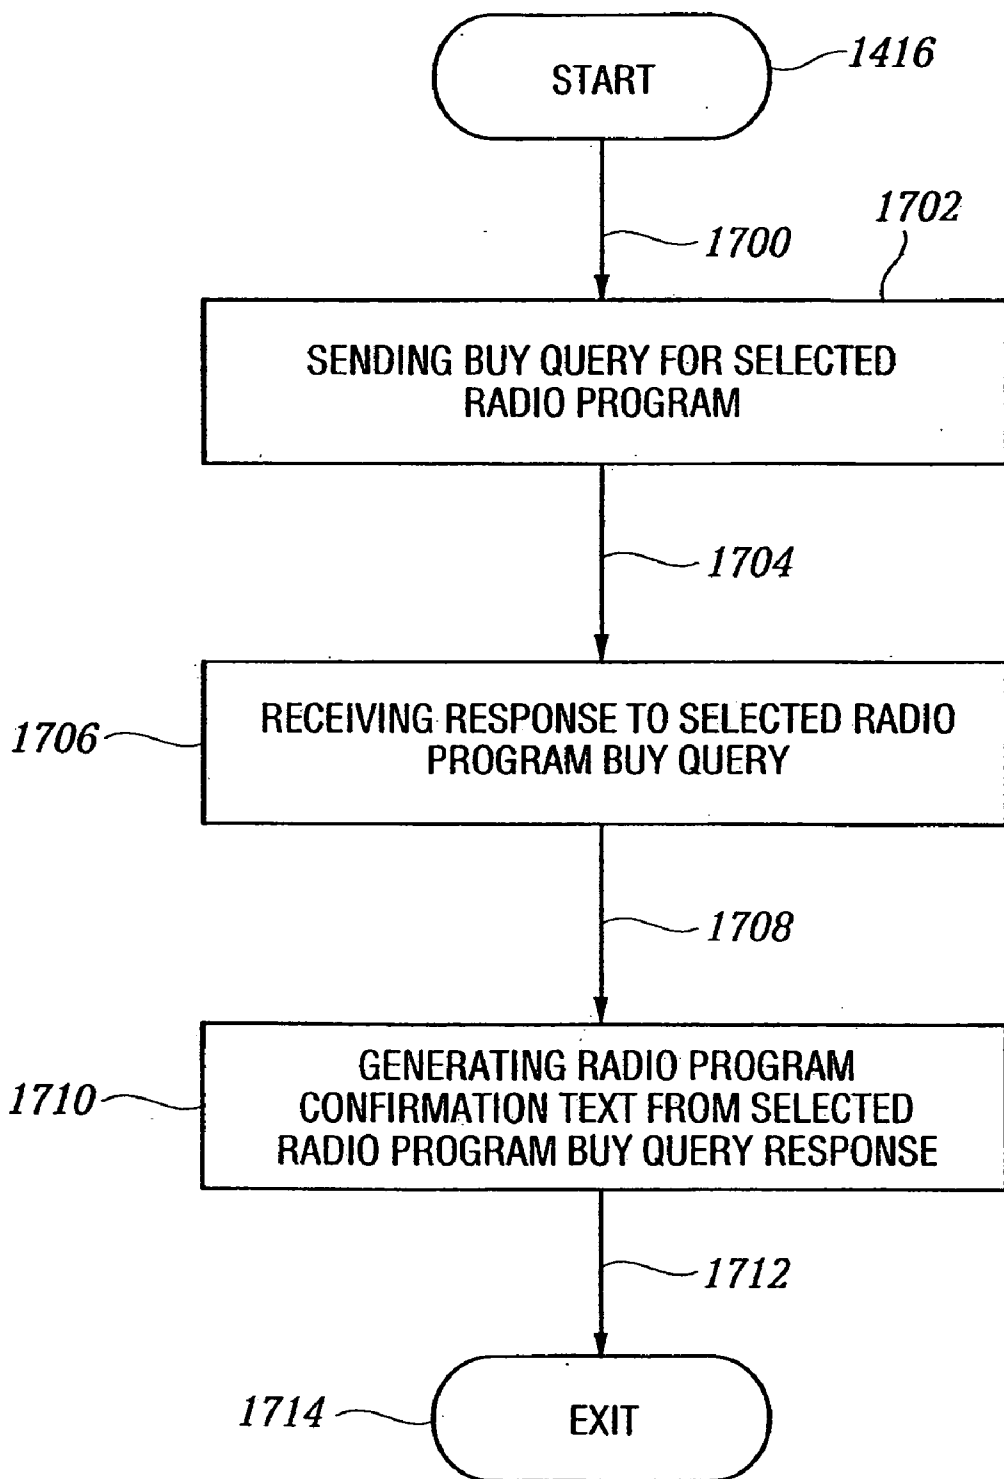 START
1416
1700
1702
SENDING BUY QUERY FOR SELECTED
RADIO PROGRAM
1704
1706
RECEIVING RESPONSE TO SELECTED RADIO
PROGRAM BUY QUERY
1708
1710
GENERATING RADIO PROGRAM
CONFIRMATION TEXT FROM SELECTED
RADIO PROGRAM BUY QUERY RESPONSE
1712
1714
EXIT